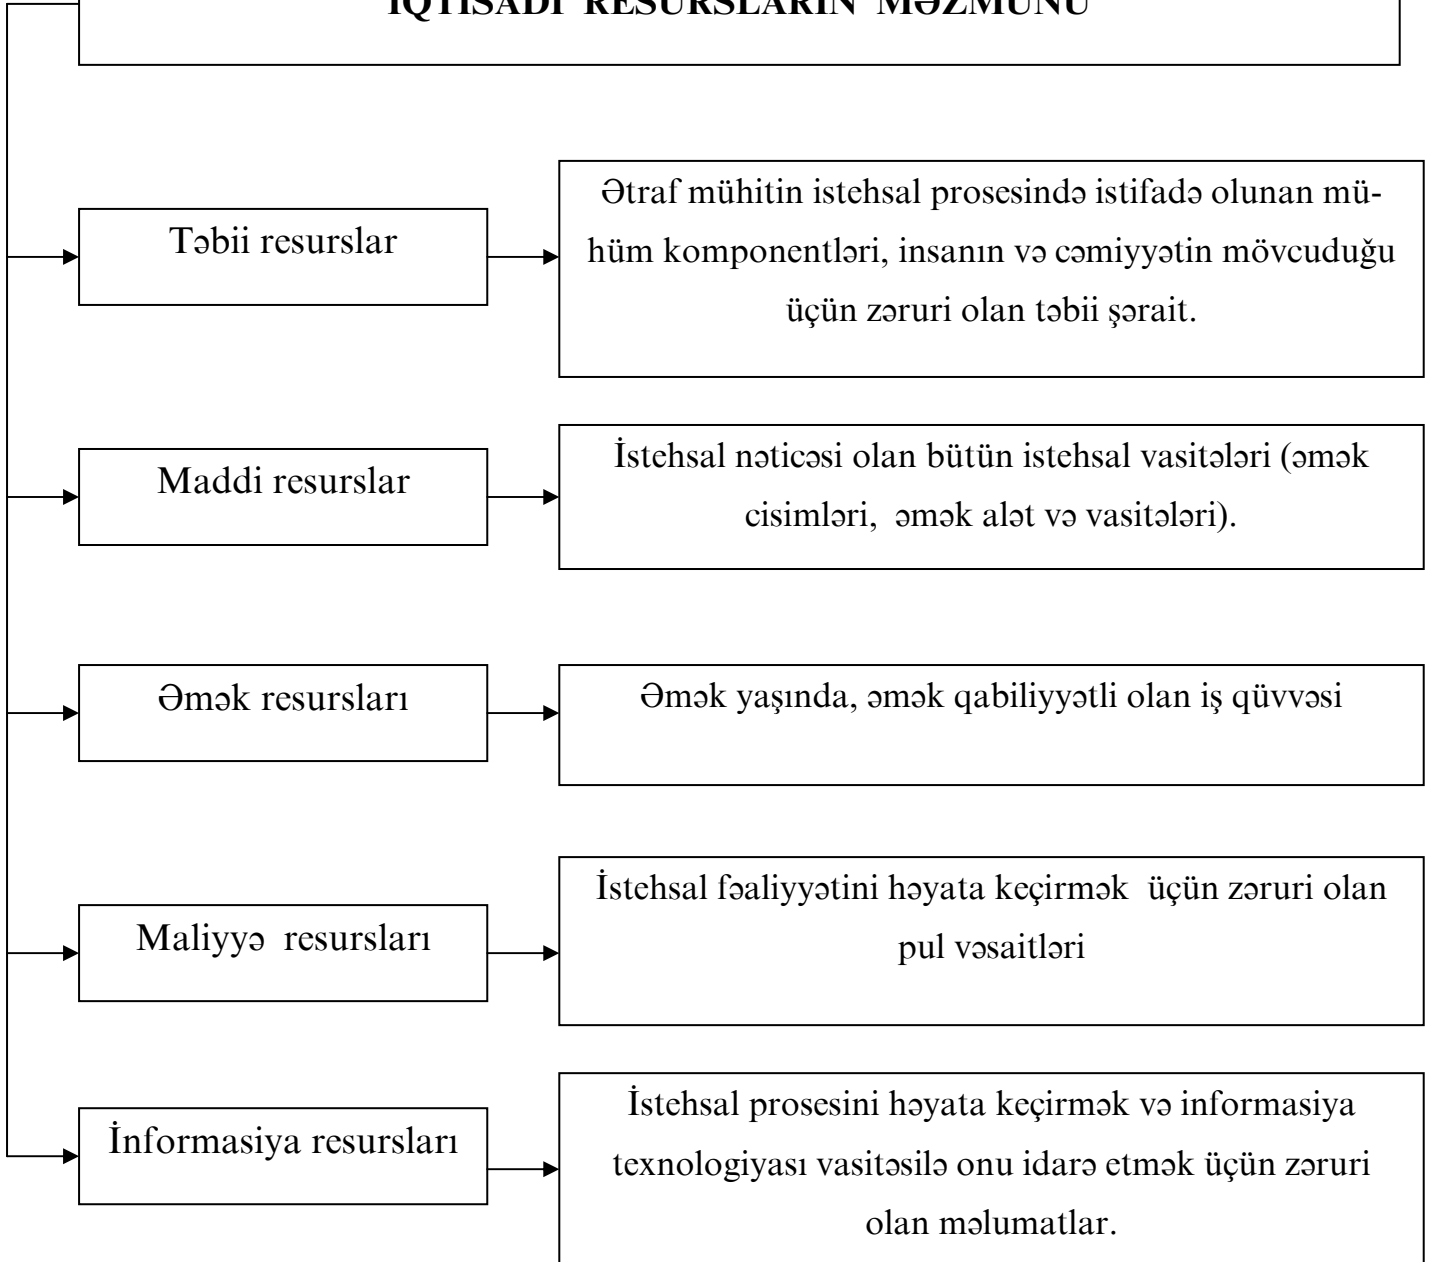 İQTİSADİ RESURSLARIN MƏZMUNU
Təbii resurslar
Ətraf mühitin istehsal prosesində istifadə olunan mü-
hüm komponentləri, insanın və cəmiyyətin mövcuduğu
üçün zəruri olan təbii şərait.
Maddi resurslar
İstehsal nəticəsi olan bütün istehsal vasitələri (əmək
cisimləri, əmək alət və vasitələri).
Əmək resursları
Əmək yaşında, əmək qabiliyyətli olan iş qüvvəsi
Maliyyə resursları
İstehsal fəaliyyətini həyata keçirmək üçün zəruri olan
pul vəsaitləri
İnformasiya resursları
İstehsal prosesini həyata keçirmək və informasiya
texnologiyası vasitəsilə onu idarə etmək üçün zəruri
olan məlumatlar.